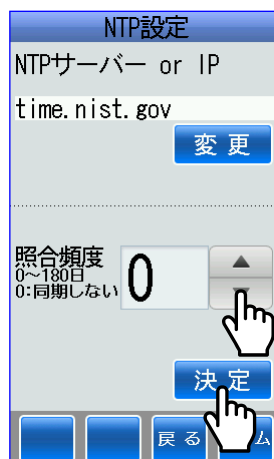 NTP設定
NTPサーバー or IP
time.nist.gov
変更
照合頻度
0～180日
0:同期しない
0
決定
戻る
ム